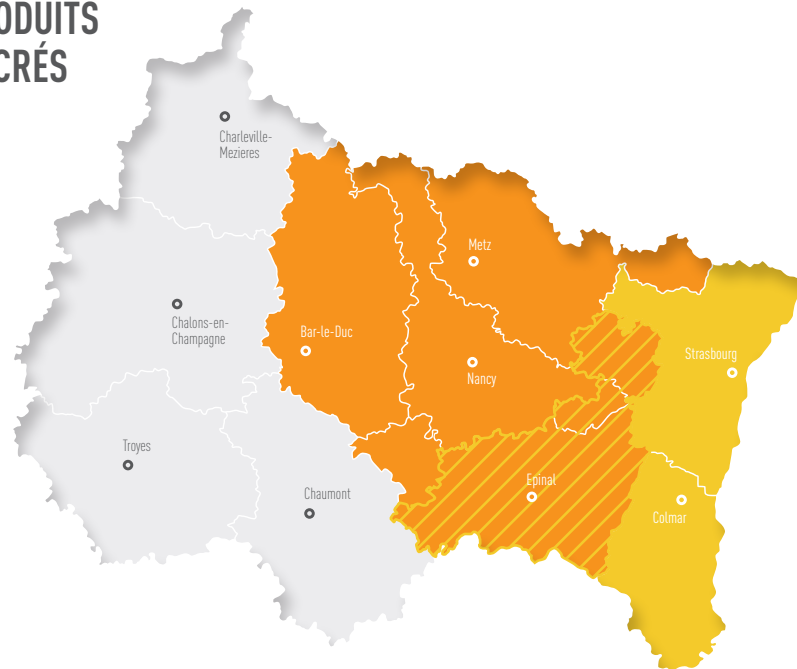 ODUITS
CRÉS
Charleville-
Mezieres
Metz
Chalons-en-
Champagne
Bar-le-Duc
Strasbourg
Nancy
Troyes
Epinal
Chaumont
Colmar